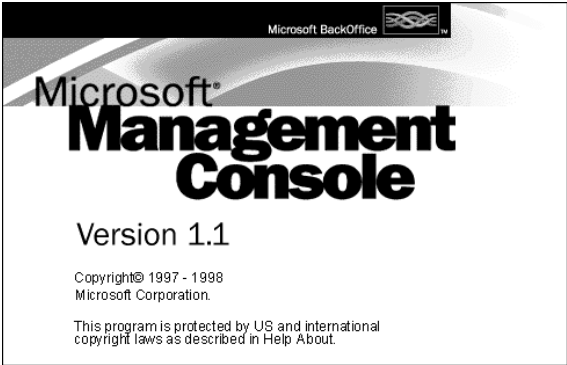 Microsoft BackOffice ™
Microsoft®
Management
Console
Version 1.1
Copyright© 1997 - 1998
Microsoft Corporation.
This program is protected by US and international
copyright laws as described in Help About.